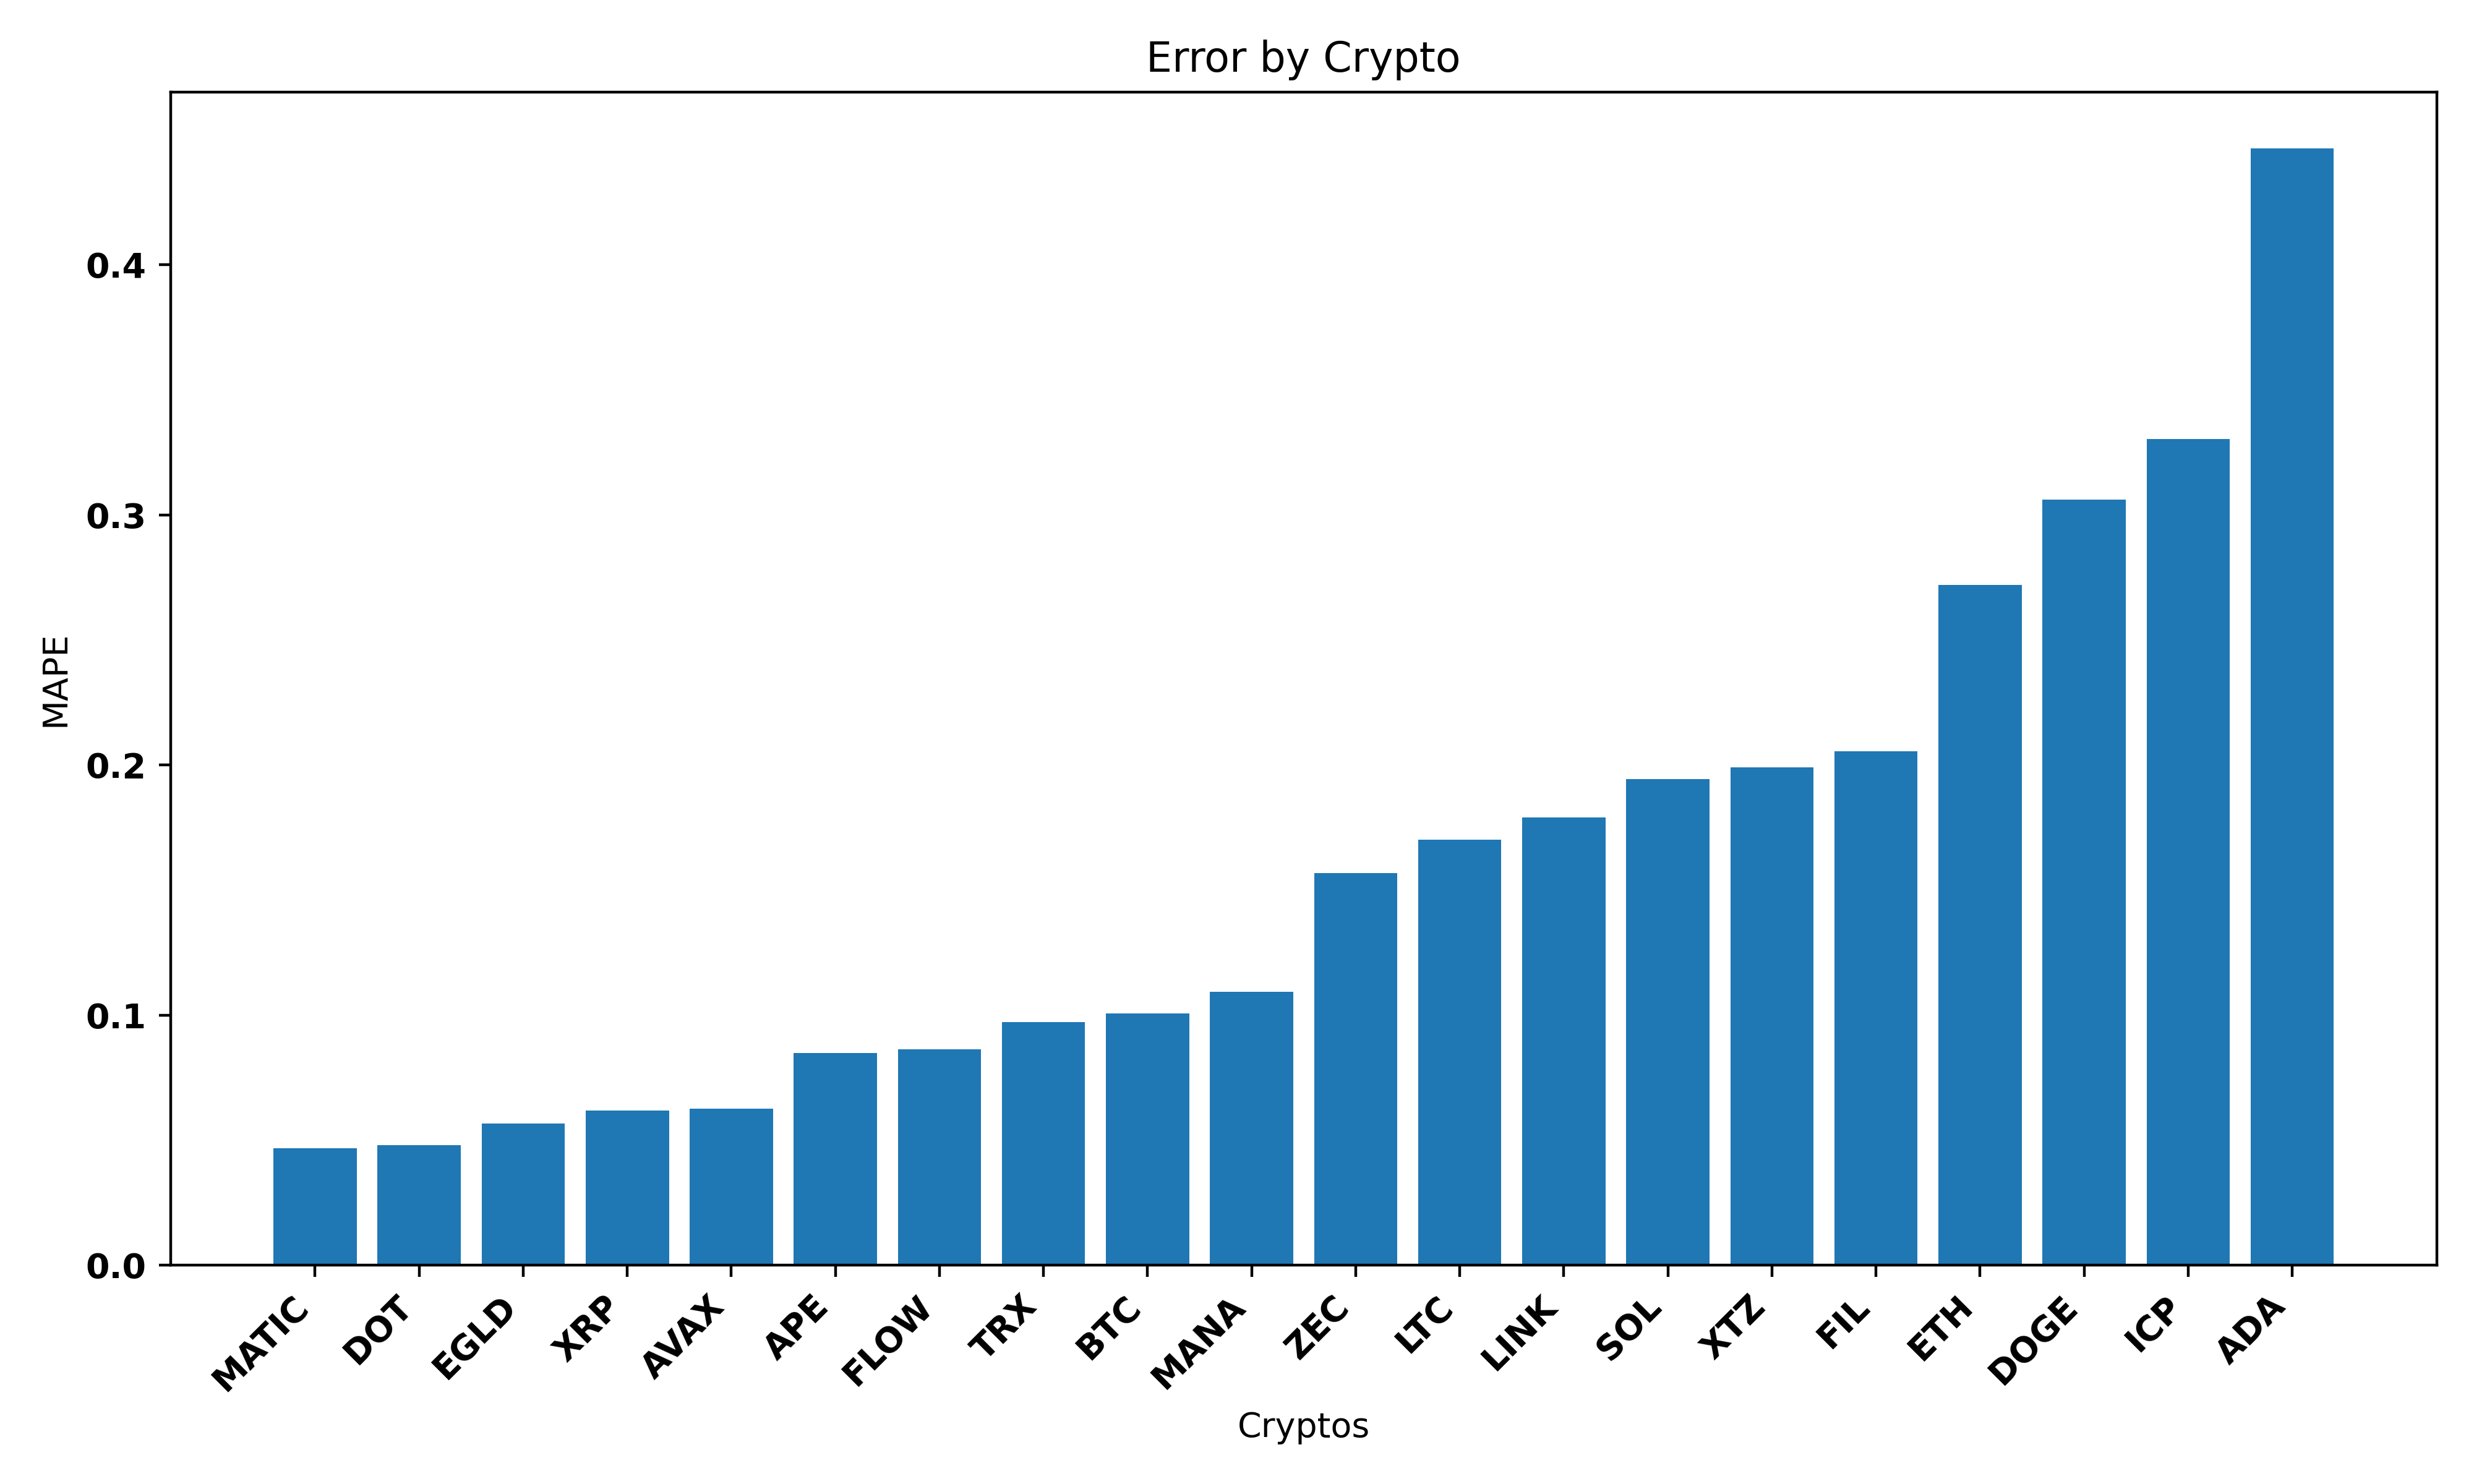 Error by Crypto
MAPE
0.4
0.3
0.2
0.1
0.0
MATIC
DOT
EGLD
XRP
AVAX
APE
FLOW
TRX
BTC
MANA
ZEC
LTC
LINK
SOL
XTZ
FIL
ETH
DOGE
ICP
ADA
Cryptos